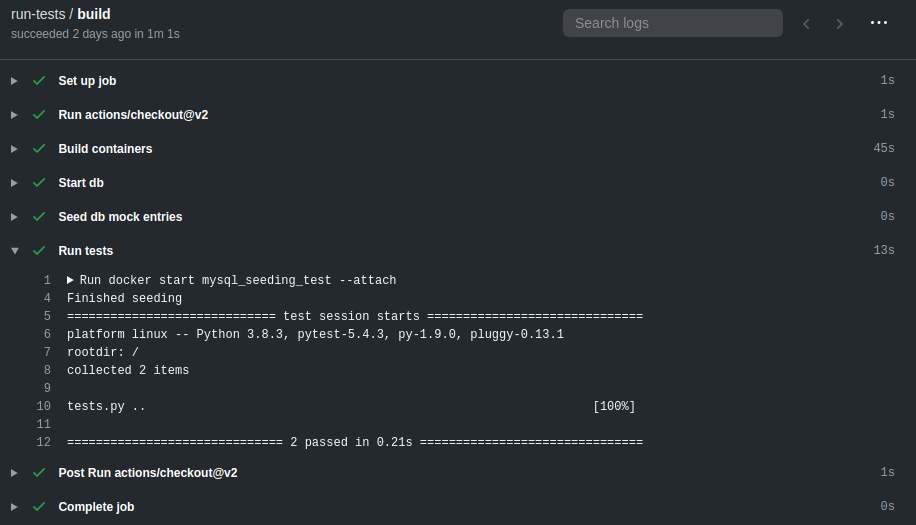 run-tests / build
succeeded 2 days ago in 1m 1s
Search logs
Set up job 1s
Run actions/checkout@v2 1s
Build containers 45s
Start db 0s
Seed db mock entries 0s
Run tests 13s
1 Run docker start mysql_seeding_test --attach
4 Finished seeding
5 ============================= test session starts ==============================
6 platform linux -- Python 3.8.3, pytest-5.4.3, py-1.9.0, pluggy-0.13.1
7 rootdir: /
8 collected 2 items
9
10 tests.py .. [100%]
11
12 ============================== 2 passed in 0.21s ===============================
Post Run actions/checkout@v2 1s
Complete job 0s